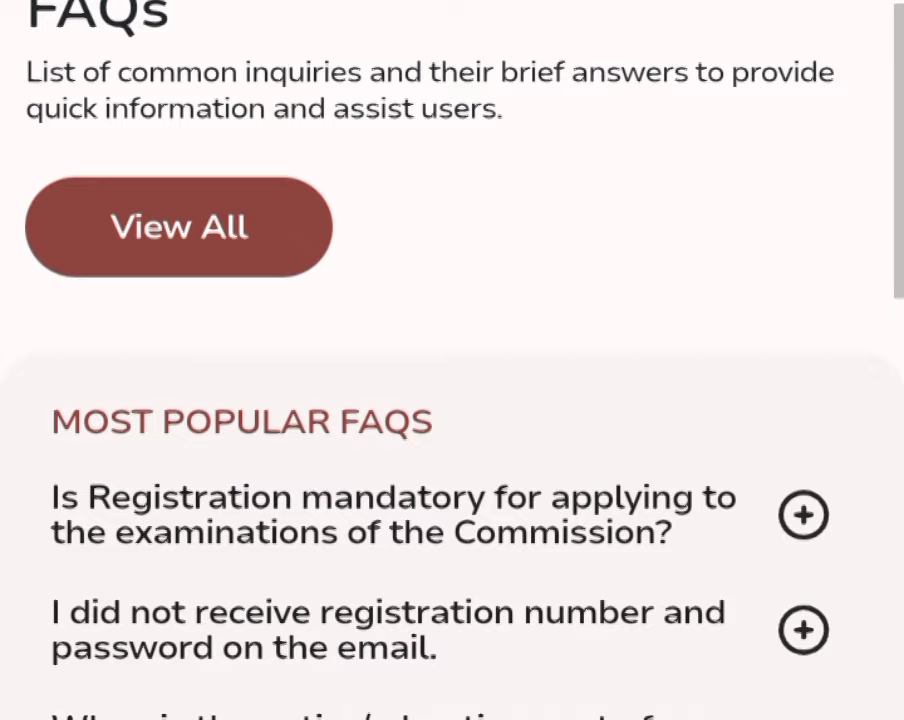 FAQs
List of common inquiries and their brief answers to provide
quick information and assist users.
View All
MOST POPULAR FAQS
Is Registration mandatory for applying to
the examinations of the Commission?
I did not receive registration number and
password on the email.